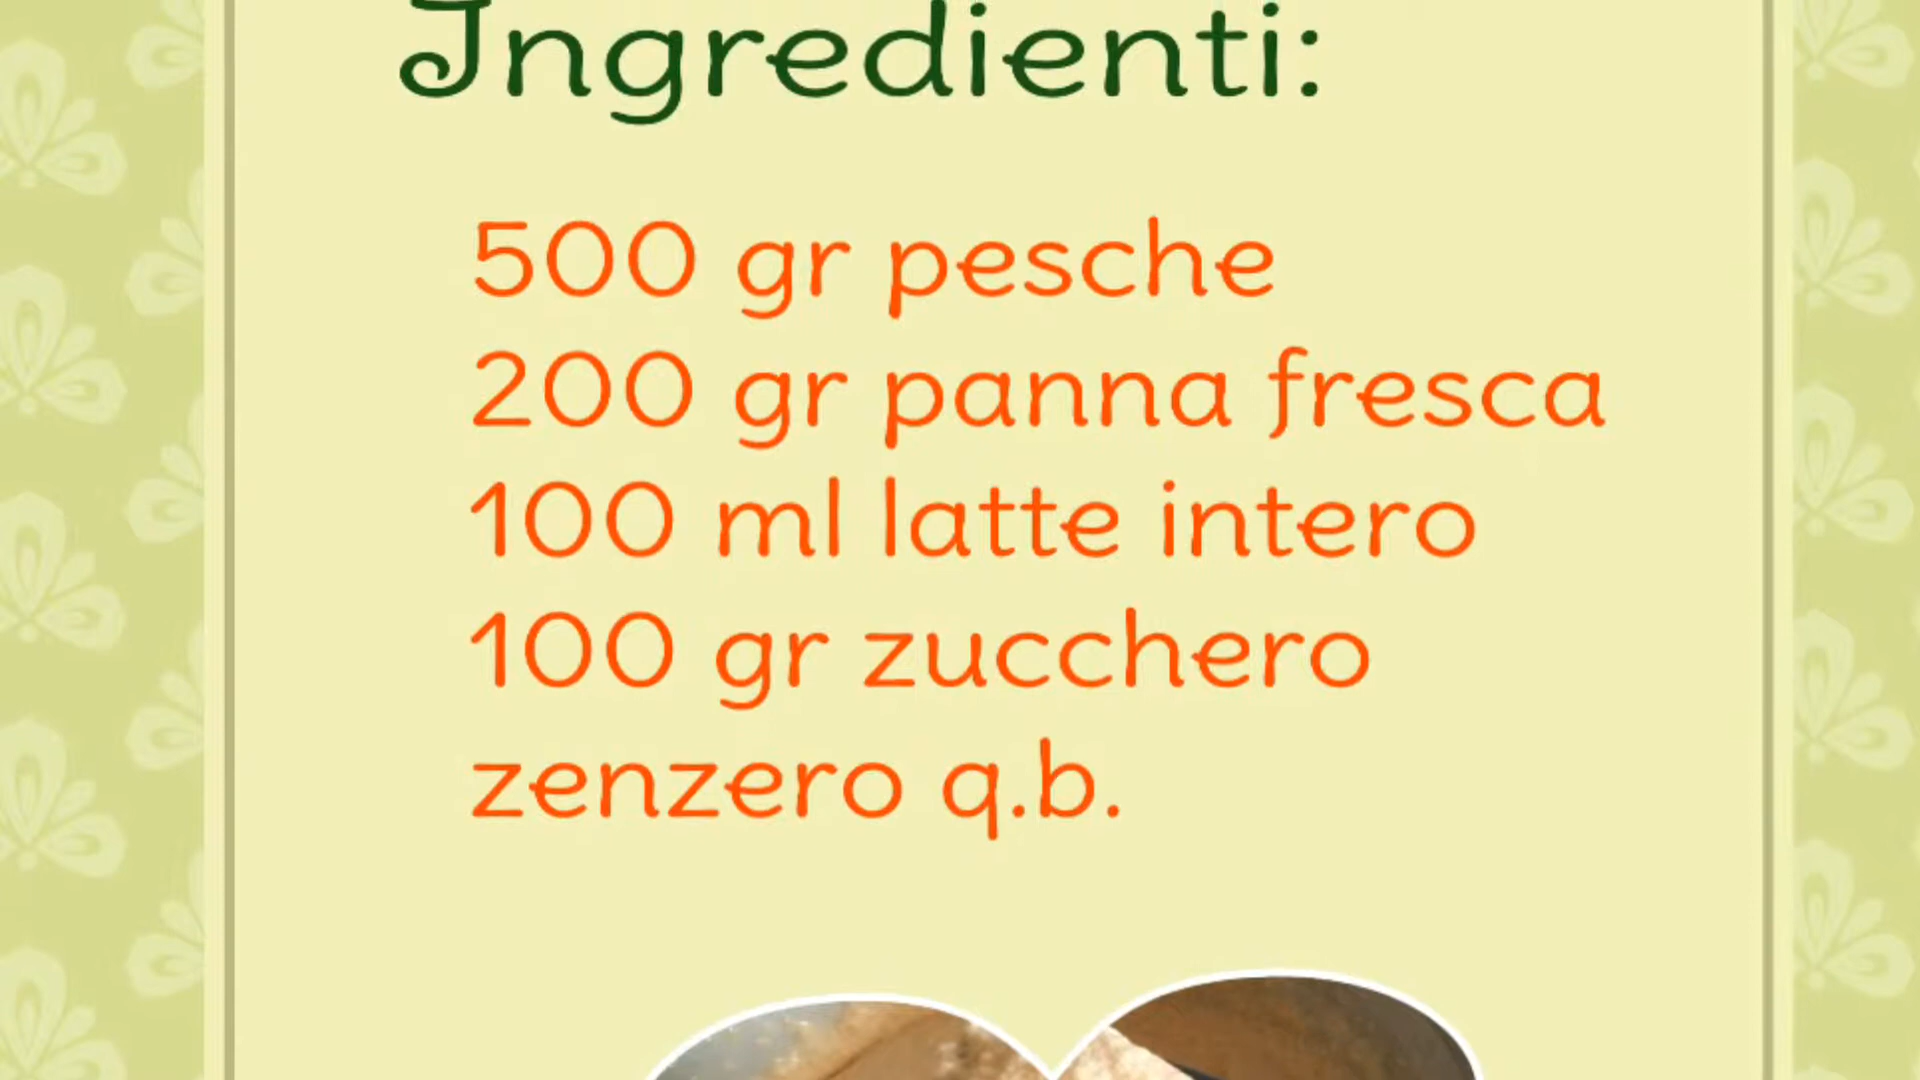 Ingredienti:
500 gr pesche
200 gr panna fresca
100 ml latte intero
100 gr zucchero
zenzero q.b.